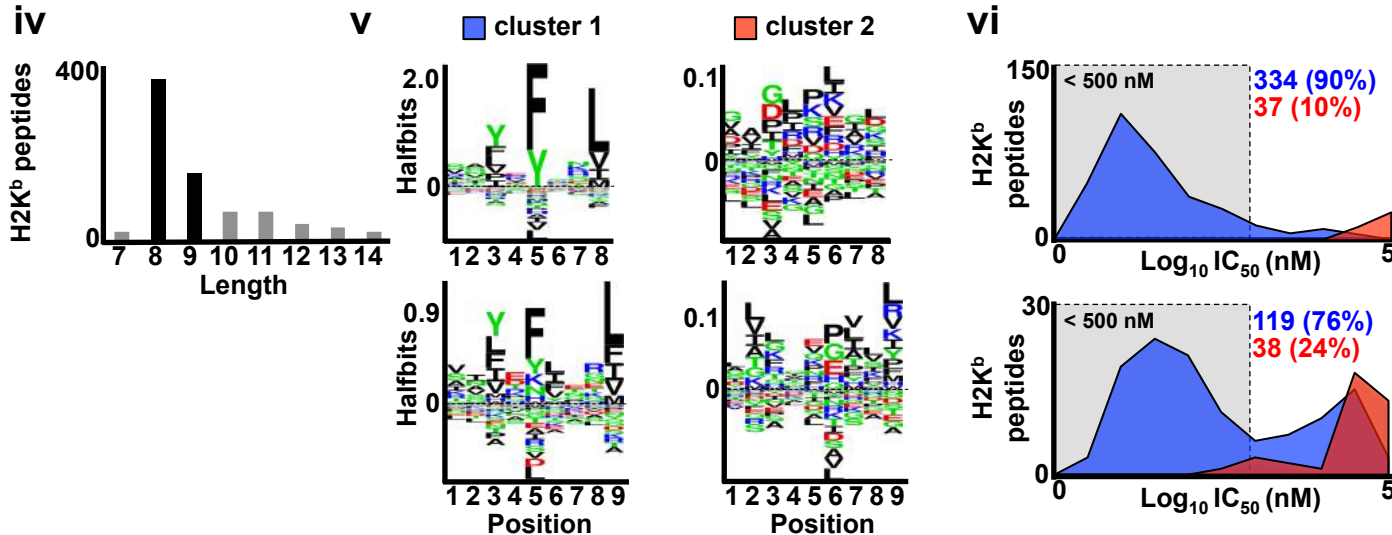 iv
v
cluster 1
cluster 2
vi
400
0
H2Kᵇ peptides
7 8 9 10 11 12 13 14
Length
2.0
0
Halfbits
1 2 3 4 5 6 7 8
0.1
0
1 2 3 4 5 6 7 8
0.9
0
Halfbits
1 2 3 4 5 6 7 8 9
Position
0.1
0
1 2 3 4 5 6 7 8 9
Position
150
< 500 nM
334 (90%)
37 (10%)
H2Kᵇ
peptides
0
0 5
Log₁₀ IC₅₀ (nM)
30
< 500 nM
119 (76%)
38 (24%)
H2Kᵇ
peptides
0
0 5
Log₁₀ IC₅₀ (nM)